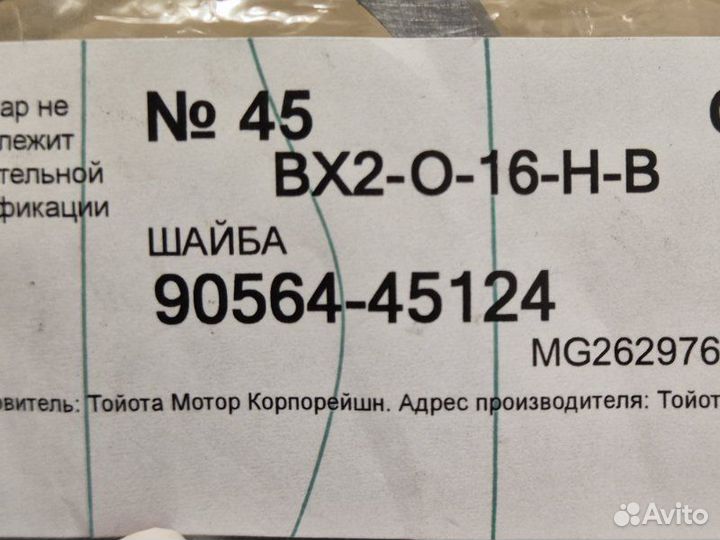 ар не
лежит
тельной
фикации
№ 45
BX2-O-16-H-B
ШАЙБА
90564-45124
MG262976
овитель: Тойота Мотор Корпорейшн. Адрес производителя: Тойот
Avito